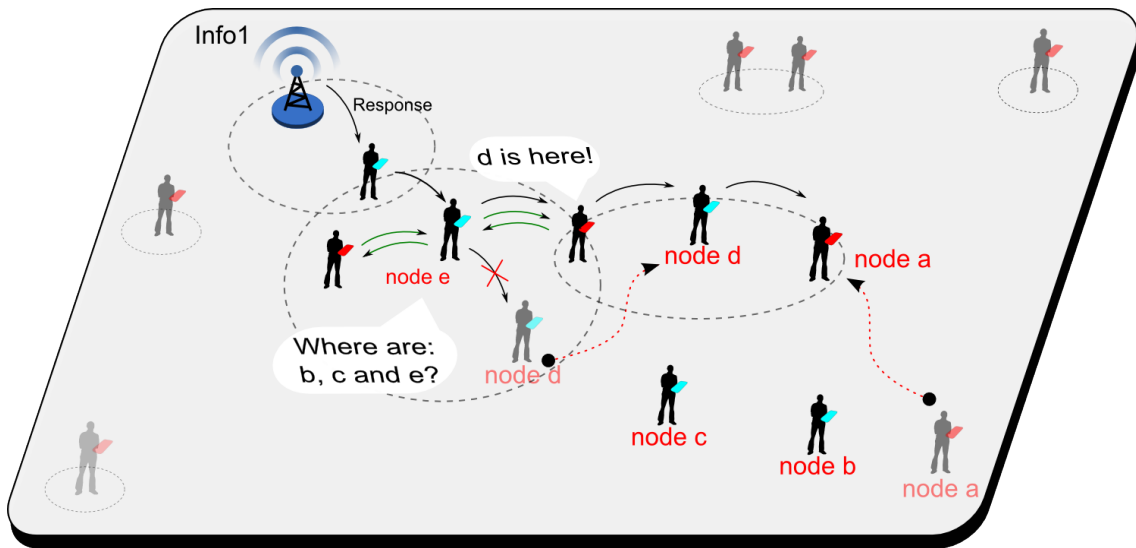 Info1
Response
d is here!
node e
node d
node a
Where are:
b, c and e?
node d
node c
node b
node a